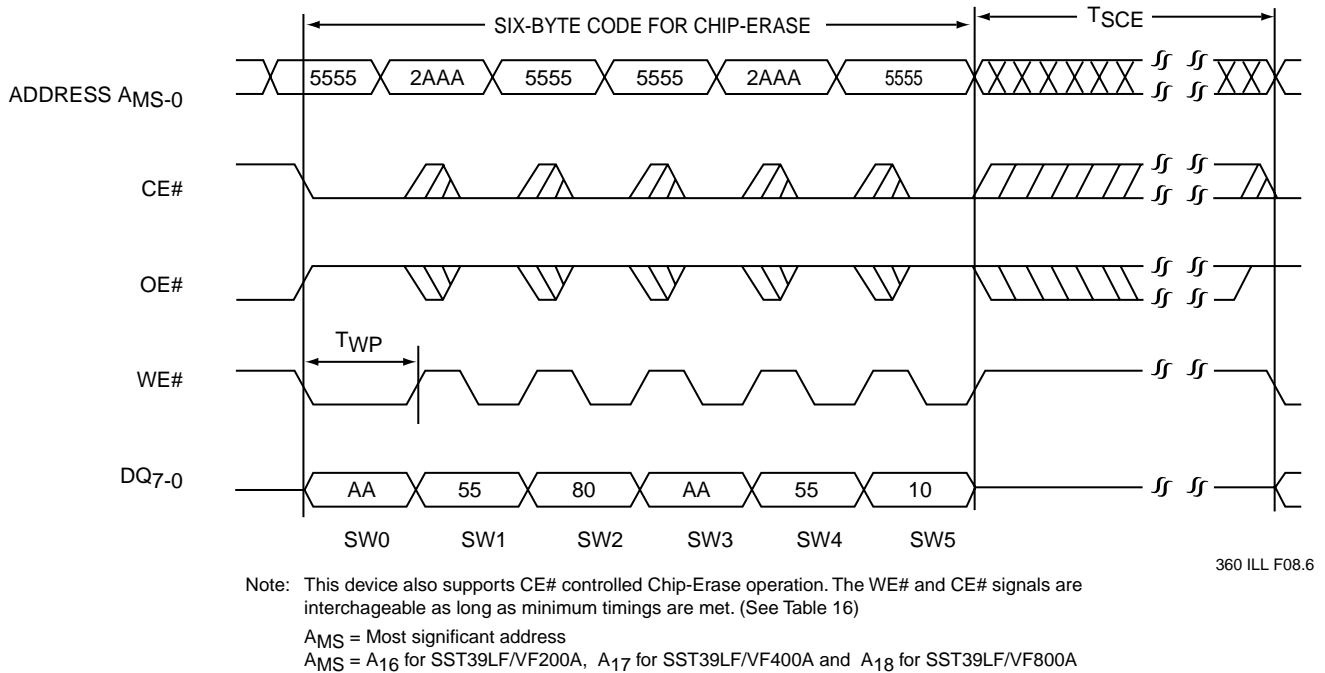 SIX-BYTE CODE FOR CHIP-ERASE TSCE
ADDRESS AMS-0 5555 2AAA 5555 5555 2AAA 5555
CE#
OE#
TWP
WE#
DQ7-0 AA 55 80 AA 55 10
SW0 SW1 SW2 SW3 SW4 SW5
360 ILL F08.6
Note: This device also supports CE# controlled Chip-Erase operation. The WE# and CE# signals are
interchageable as long as minimum timings are met. (See Table 16)
AMS = Most significant address
AMS = A16 for SST39LF/VF200A, A17 for SST39LF/VF400A and A18 for SST39LF/VF800A